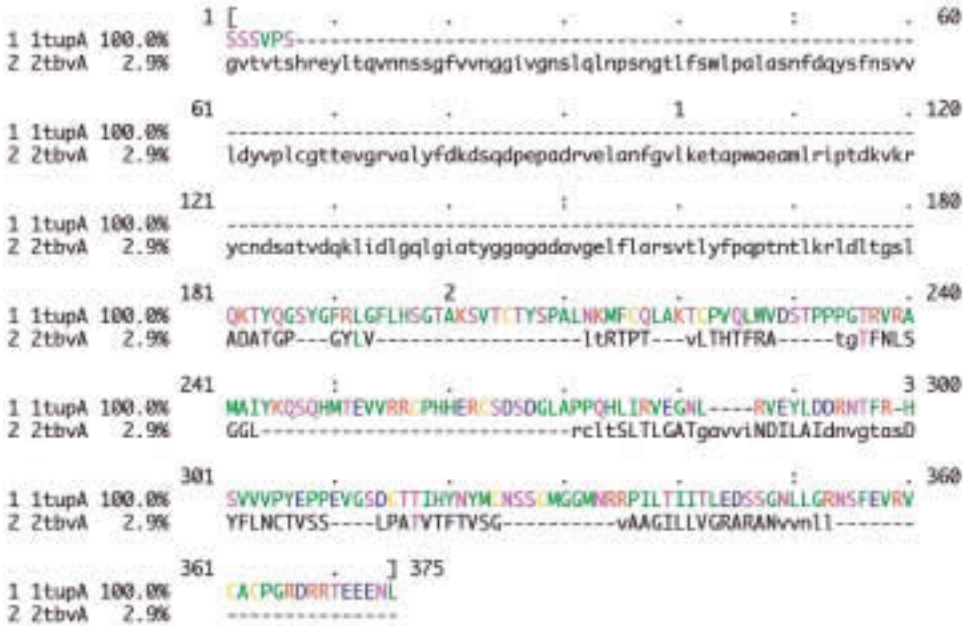 1 [ . . . : . 60
1 1tupA 100.0% SSSVPS------------------------------------------------------
2 2tbvA 2.9% gvtvtshreyltqvnnssgfvvnggivgnslqlnpsngtlfswlpalasnfdqysfnsvv
61 . . . 1 . . 120
1 1tupA 100.0% ------------------------------------------------------------
2 2tbvA 2.9% ldyvplcgttevgrvalyfdkdsqdpepadrvelanfgvlketapwaeamlriptdkvkr
121 . . : . . . 180
1 1tupA 100.0% ------------------------------------------------------------
2 2tbvA 2.9% ycndsatvdqklidlgqlgiatyggagadavgelflarsvtlyfpqptntlkrldltgsl
181 . 2 . . . . 240
1 1tupA 100.0% QKTYQGSYGFRLGFLHSGTAKSVTCTYSPALNKMFCQLAKTCPVQLWVDSTPPPGTRVRA
2 2tbvA 2.9% ADATGP---GYLV------------------ltRTPT---vLTHTFRA-----tgTFNLS
241 : . . . . 3 300
1 1tupA 100.0% MAIYKQSQHMTEVVRRCPHHERCSDSDGLAPPQHLIRVEGNL----RVEYLDDRNTFR-H
2 2tbvA 2.9% GGL---------------------------rcltSLTLGATgavviNDILAIdnvgtasD
301 . . . . : . 360
1 1tupA 100.0% SVVVPYEPPEVGSDCTTIHYNYMCNSSCMGGMNRRPILTIITLEDSSGNLLGRNSFEVRV
2 2tbvA 2.9% YFLNCTVSS----LPATVTFTVSG----------vAAGILLVGRARANvvnll-------
361 . ] 375
1 1tupA 100.0% CACPGRDRRTEEENL
2 2tbvA 2.9% ---------------